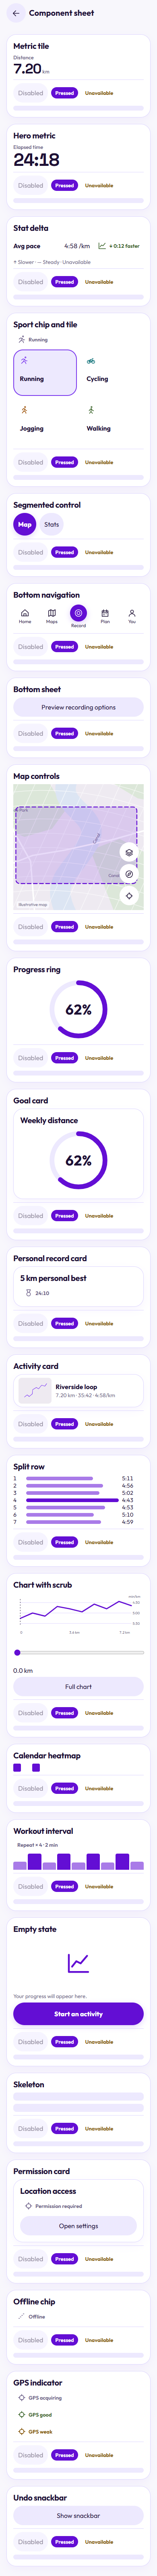 Component sheet
Metric tile
Distance
7.20 km
Disabled Pressed Unavailable
Hero metric
Elapsed time
24:18
Disabled Pressed Unavailable
Stat delta
Avg pace 4:58 /km + 0:12 faster
↑ Slower · — Steady · Unavailable
Disabled Pressed Unavailable
Sport chip and tile
Running
Running Cycling
Jogging Walking
Disabled Pressed Unavailable
Segmented control
Map Stats
Disabled Pressed Unavailable
Bottom navigation
Home Maps Record Plan You
Disabled Pressed Unavailable
Bottom sheet
Preview recording options
Disabled Pressed Unavailable
Map controls
Illustrative map
Disabled Pressed Unavailable
Progress ring
62%
Disabled Pressed Unavailable
Goal card
Weekly distance
62%
Disabled Pressed Unavailable
Personal record card
5 km personal best
24:10
Disabled Pressed Unavailable
Activity card
Riverside loop
7.20 km · 35:42 · 4:58/km
Disabled Pressed Unavailable
Split row
1 5:11
2 4:56
3 5:02
4 4:43
5 4:53
6 5:10
7 4:59
Disabled Pressed Unavailable
Chart with scrub
0.0 km
Full chart
Disabled Pressed Unavailable
Calendar heatmap
Disabled Pressed Unavailable
Workout interval
Repeat × 4 · 2 min
Disabled Pressed Unavailable
Empty state
Your progress will appear here.
Start an activity
Disabled Pressed Unavailable
Skeleton
Disabled Pressed Unavailable
Permission card
Location access
Permission required
Open settings
Disabled Pressed Unavailable
Offline chip
Offline
Disabled Pressed Unavailable
GPS indicator
GPS acquiring
GPS good
GPS weak
Disabled Pressed Unavailable
Undo snackbar
Show snackbar
Disabled Pressed Unavailable